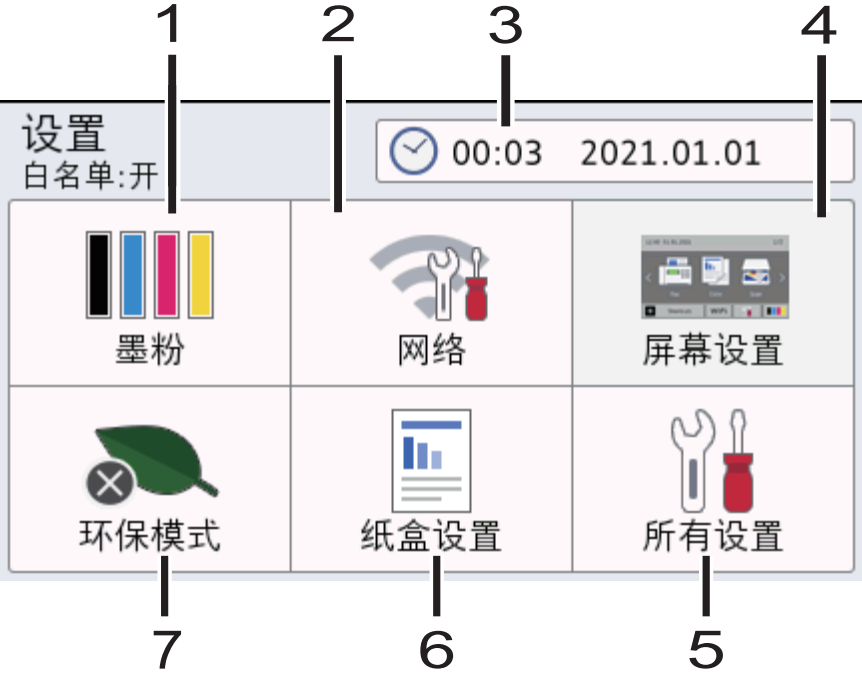 1 2 3 4
设置
白名单:开
00:03 2021.01.01
墨粉 网络 屏幕设置
WiFi
环保模式 纸盒设置 所有设置
7 6 5